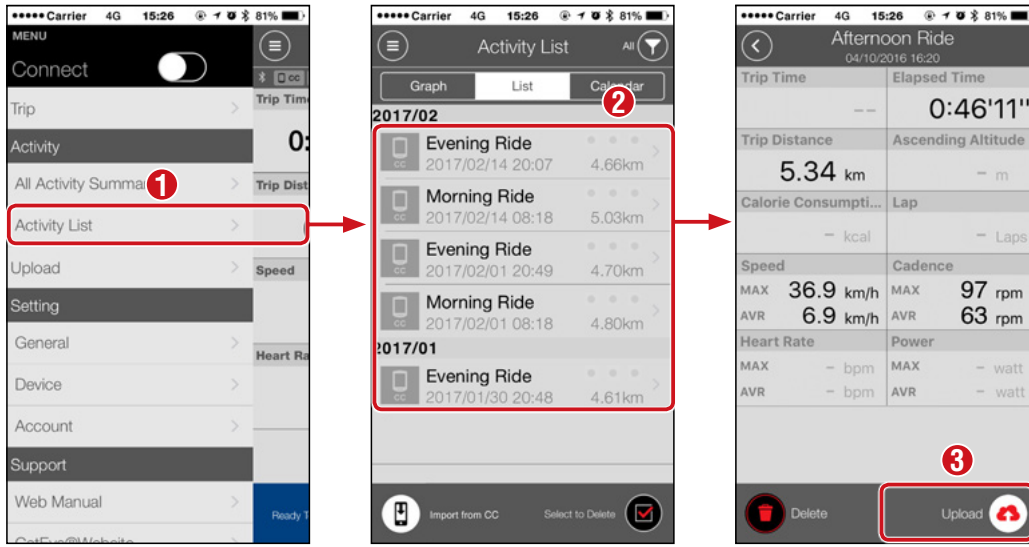 ●●●●● Carrier 4G 15:26 81%
MENU
Connect
Trip
Activity
All Activity Summa
1
Activity List
Upload
Setting
General
Device
Account
Support
Web Manual
CC
Trip Tim
0:
Trip Dist
Speed
Heart Ra
Ready T
●●●●● Carrier 4G 15:26 81%
Activity List
All
Graph
List
Calendar
2
2017/02
CC
Evening Ride
2017/02/14 20:07
4.66km
CC
Morning Ride
2017/02/14 08:18
5.03km
CC
Evening Ride
2017/02/01 20:49
4.70km
CC
Morning Ride
2017/02/01 08:18
4.80km
2017/01
CC
Evening Ride
2017/01/30 20:48
4.61km
Import from CC
Select to Delete
●●●●● Carrier 4G 15:26 81%
Afternoon Ride
04/10/2016 16:20
Trip Time
--
Elapsed Time
0:46'11"
Trip Distance
5.34 km
Ascending Altitude
- m
Calorie Consumpti...
- kcal
Lap
- Laps
Speed
MAX 36.9 km/h
AVR 6.9 km/h
Cadence
MAX 97 rpm
AVR 63 rpm
Heart Rate
MAX - bpm
AVR - bpm
Power
MAX - watt
AVR - watt
3
Delete
Upload